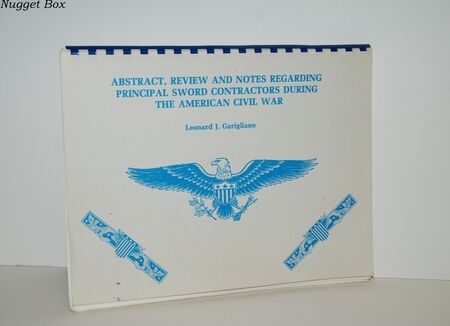 Nugget Box
ABSTRACT, REVIEW AND NOTES REGARDING
PRINCIPAL SWORD CONTRACTORS DURING
THE AMERICAN CIVIL WAR
Leonard J. Garigliano